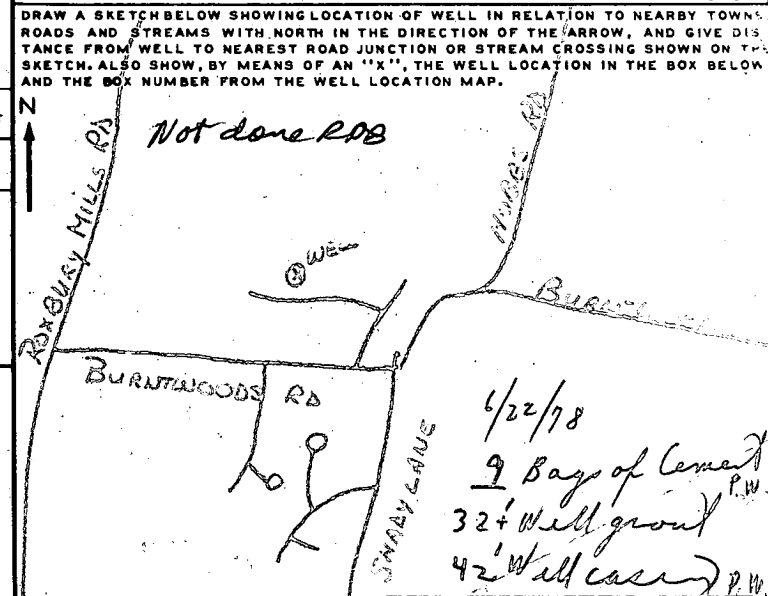 DRAW A SKETCH BELOW SHOWING LOCATION OF WELL IN RELATION TO NEARBY TOWNS
ROADS AND STREAMS WITH NORTH IN THE DIRECTION OF THE ARROW, AND GIVE DIS
TANCE FROM WELL TO NEAREST ROAD JUNCTION OR STREAM CROSSING SHOWN ON THE
SKETCH. ALSO SHOW, BY MEANS OF AN "X", THE WELL LOCATION IN THE BOX BELOW
AND THE BOX NUMBER FROM THE WELL LOCATION MAP.
N
Not done RDB
ROXBURY MILLS RD
RD
WELL
BURNTWOODS RD
SHADY LANE
6/22/78
9 Bags of Cement P.W.
32' Well grout
42' Well casing P.W.